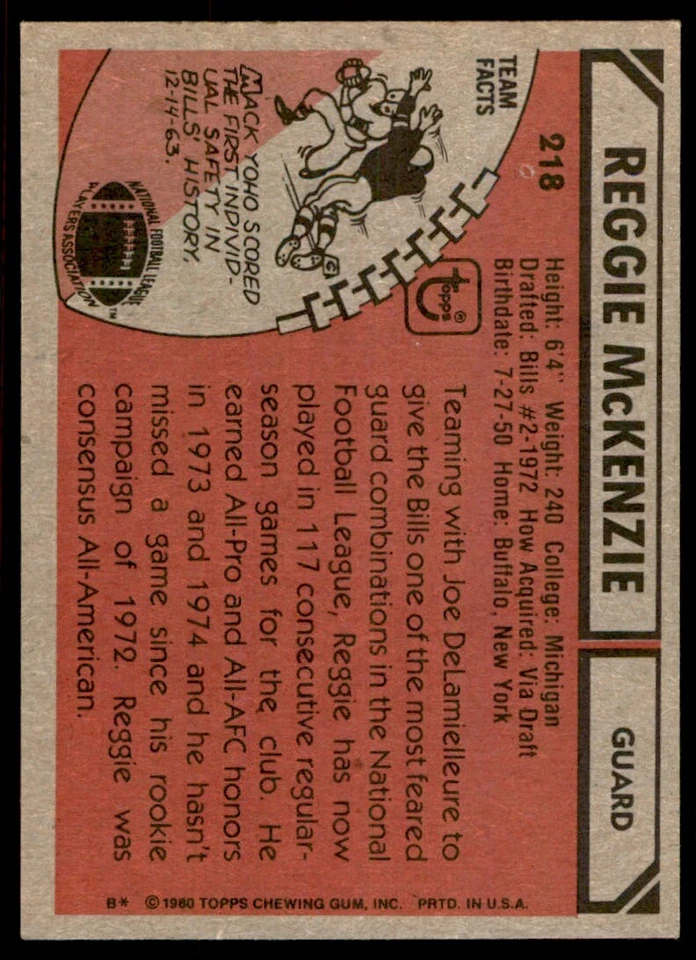 REGGIE McKENZIE
GUARD
218
Height: 6'4" Weight: 240 College: Michigan
Drafted: Bills #2-1972 How Acquired: Via Draft
Birthdate: 7-27-50 Home: Buffalo, New York
TEAM
FACTS
MACK YOHO SCORED
THE FIRST INDIVID-
UAL SAFETY IN
BILLS' HISTORY,
12-14-63.
NATIONAL FOOTBALL LEAGUE
PLAYERS ASSOCIATION
NFLPA
TM
Topps®
Teaming with Joe DeLamielleure to
give the Bills one of the most feared
guard combinations in the National
Football League, Reggie has now
played in 117 consecutive regular-
season games for the club. He
earned All-Pro and All-AFC honors
in 1973 and 1974 and he hasn't
missed a game since his rookie
campaign of 1972. Reggie was
consensus All-American.
B* © 1980 TOPPS CHEWING GUM, INC. PRTD. IN U.S.A.